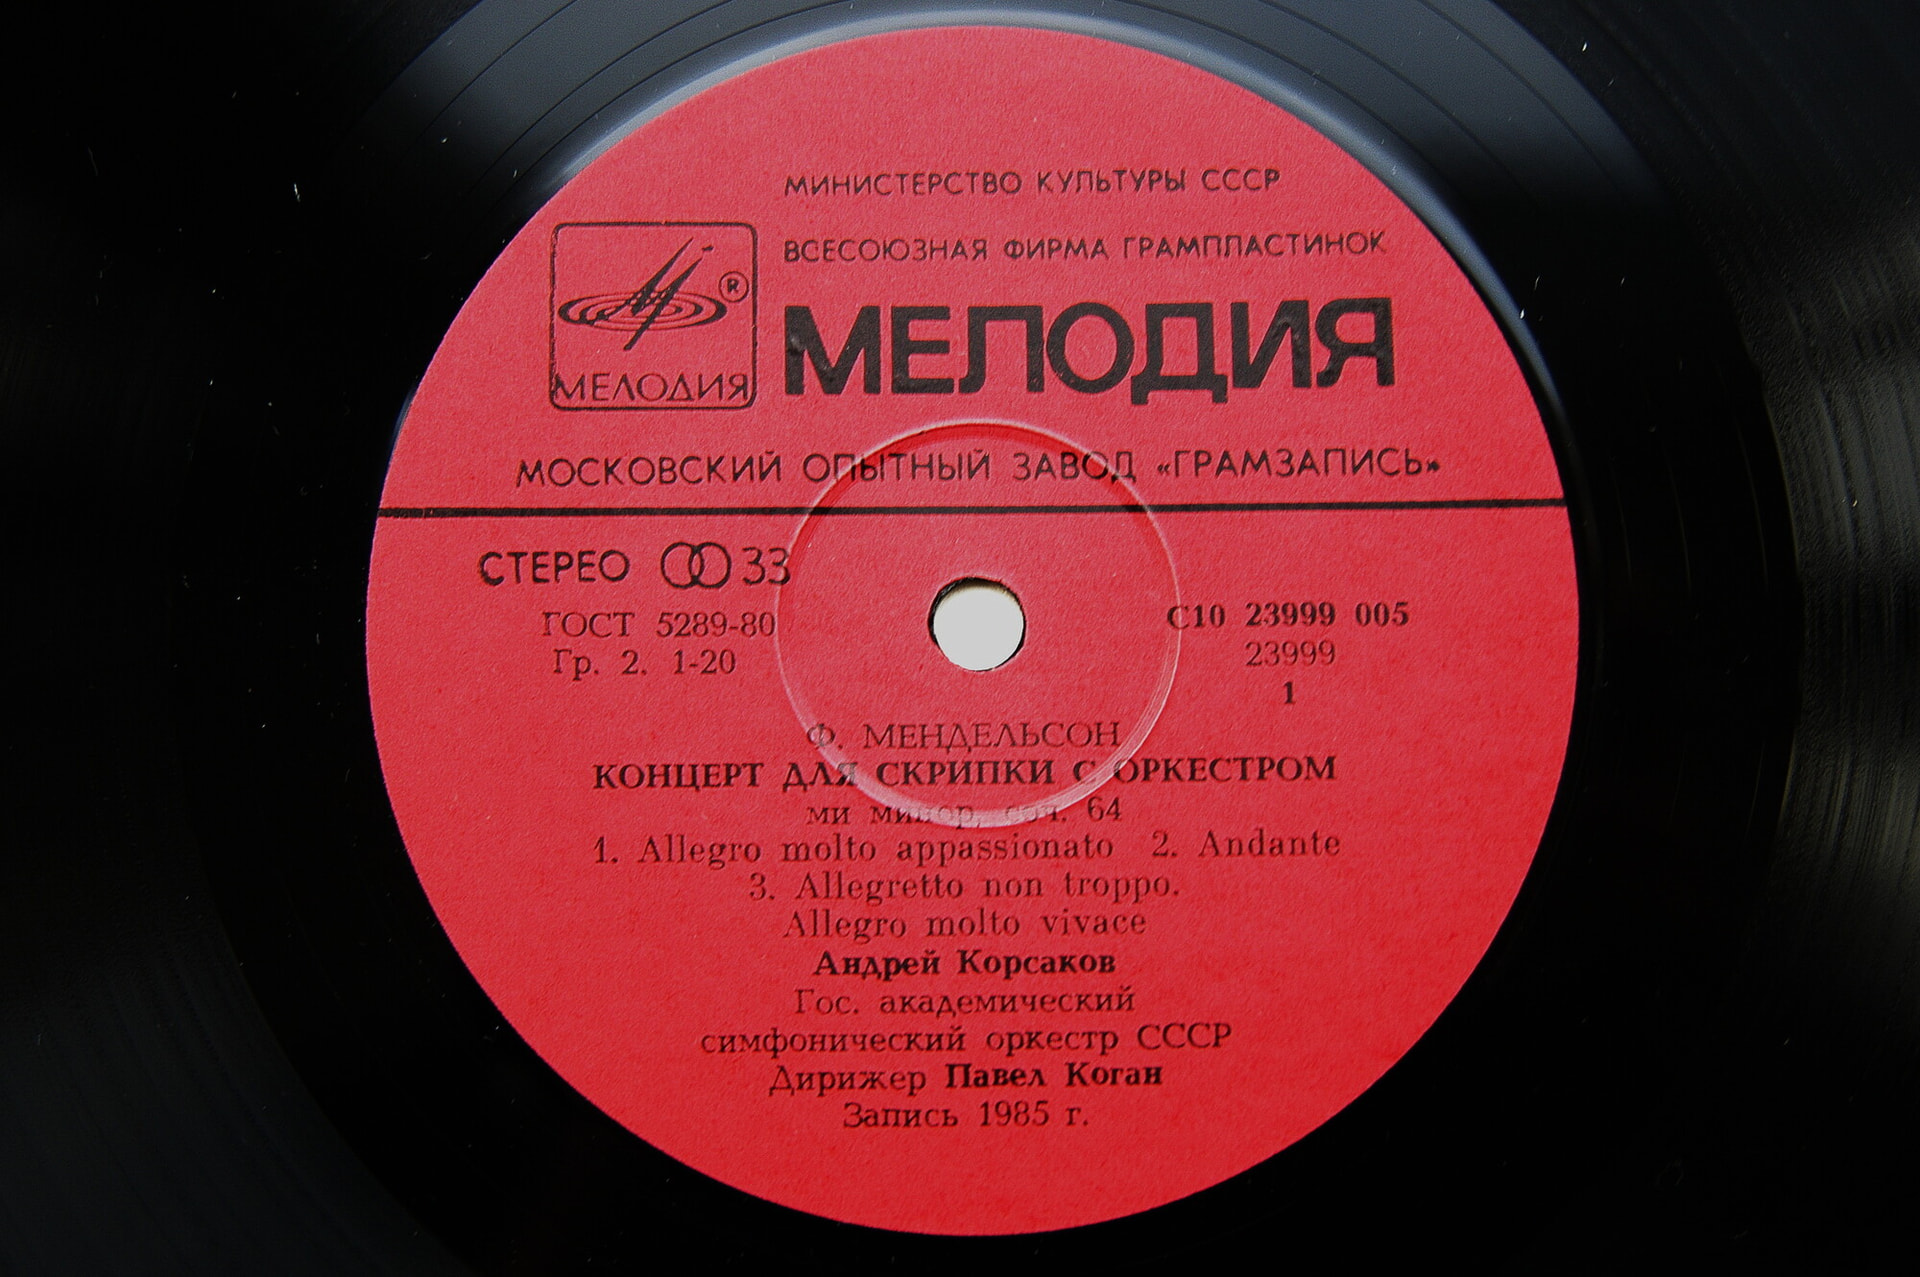 МИНИСТЕРСТВО КУЛЬТУРЫ СССР
ВСЕСОЮЗНАЯ ФИРМА ГРАМПЛАСТИНОК
МЕЛОДИЯ ®
МЕЛОДИЯ
МОСКОВСКИЙ ОПЫТНЫЙ ЗАВОД «ГРАМЗАПИСЬ»
СТЕРЕО 33
ГОСТ 5289-80
Гр. 2. 1-20
С10 23999 005
23999
1
Ф. МЕНДЕЛЬСОН
КОНЦЕРТ ДЛЯ СКРИПКИ С ОРКЕСТРОМ
ми минор, соч. 64
1. Allegro molto appassionato 2. Andante
3. Allegretto non troppo.
Allegro molto vivace
Андрей Корсаков
Гос. академический
симфонический оркестр СССР
Дирижер Павел Коган
Запись 1985 г.